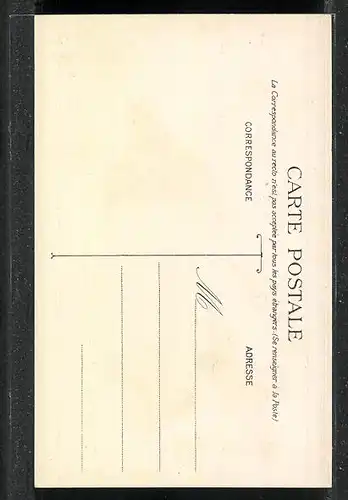 CARTE POSTALE
La Correspondance au recto n'est pas acceptée par tous les pays étrangers (Se renseigner à la Poste)
CORRESPONDANCE
ADRESSE
M